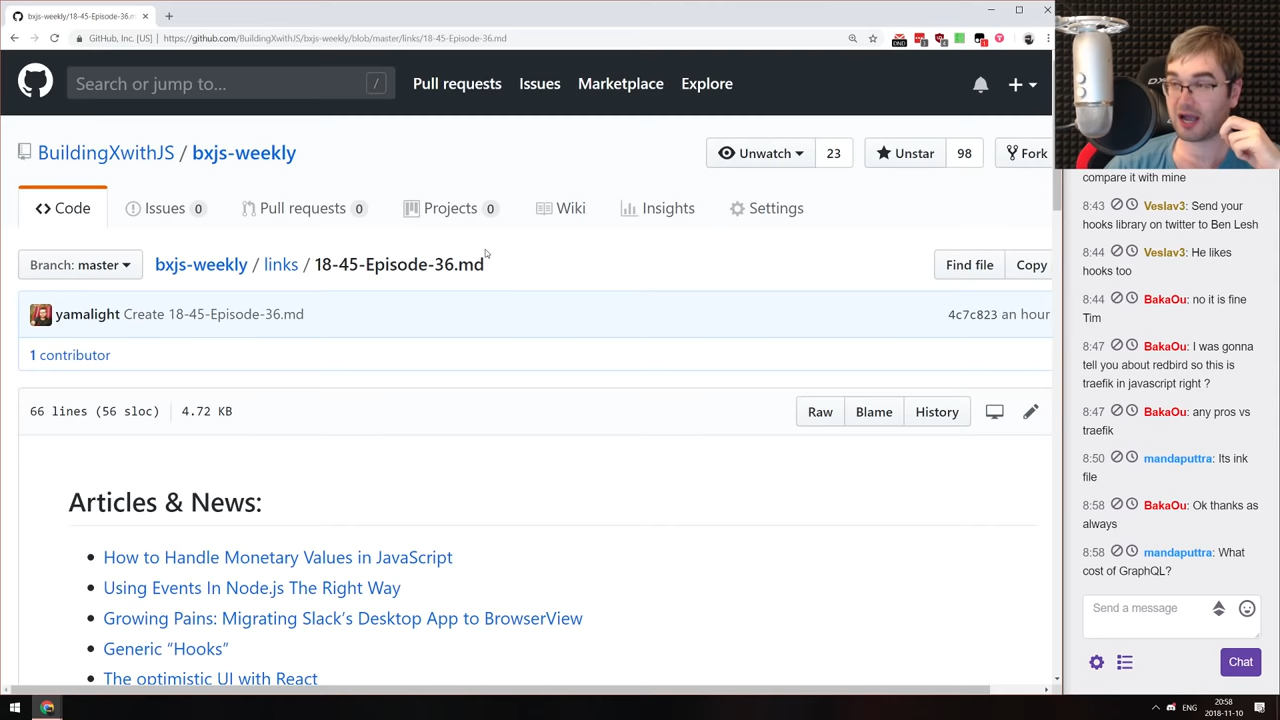 bxjs-weekly/18-45-Episode-36.m
GitHub, Inc. [US] | https://github.com/BuildingXwithJS/bxjs-weekly/blob/master/links/18-45-Episode-36.md
Search or jump to...
/
Pull requests
Issues
Marketplace
Explore
BuildingXwithJS / bxjs-weekly
Unwatch 23
Unstar 98
Fork
Code
Issues 0
Pull requests 0
Projects 0
Wiki
Insights
Settings
Branch: master
bxjs-weekly / links / 18-45-Episode-36.md
Find file
Copy
yamalight Create 18-45-Episode-36.md
4c7c823 an hour
1 contributor
66 lines (56 sloc) 4.72 KB
Raw
Blame
History
Articles & News:
How to Handle Monetary Values in JavaScript
Using Events In Node.js The Right Way
Growing Pains: Migrating Slack’s Desktop App to BrowserView
Generic “Hooks”
The optimistic UI with React
compare it with mine
8:43 Veslav3: Send your
hooks library on twitter to Ben Lesh
8:44 Veslav3: He likes
hooks too
8:44 BakaOu: no it is fine
Tim
8:47 BakaOu: I was gonna
tell you about redbird so this is
traefik in javascript right ?
8:47 BakaOu: any pros vs
traefik
8:50 mandaputtra: Its ink
file
8:58 BakaOu: Ok thanks as
always
8:58 mandaputtra: What
cost of GraphQL?
Send a message
Chat
ENG
20:58
2018-11-10